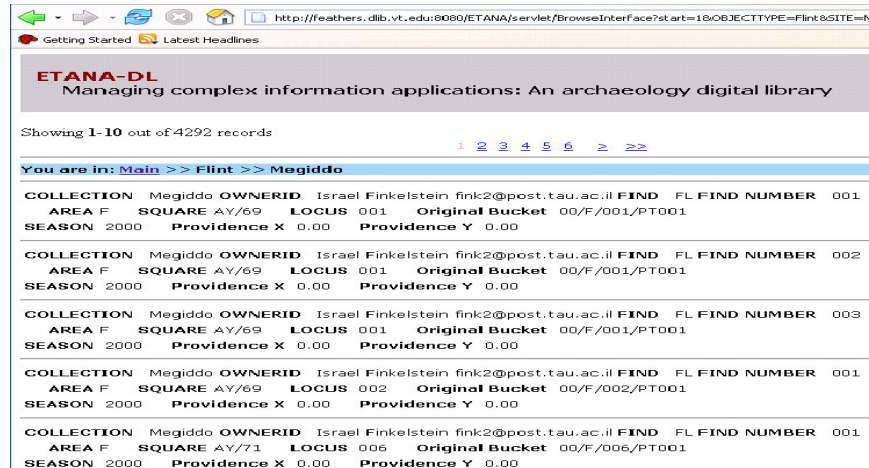 http://feathers.dlib.vt.edu:8080/ETANA/servlet/BrowseInterface?start=1&OBJECTTYPE=Flint&SITE=N
Getting Started Latest Headlines
ETANA-DL
Managing complex information applications: An archaeology digital library
Showing 1-10 out of 4292 records
1 2 3 4 5 6 > >>
You are in: Main >> Flint >> Megiddo
COLLECTION Megiddo OWNERID Israel Finkelstein fink2@post.tau.ac.il FIND FL FIND NUMBER 001
AREA F SQUARE AY/69 LOCUS 001 Original Bucket 00/F/001/PT001
SEASON 2000 Providence X 0.00 Providence Y 0.00
COLLECTION Megiddo OWNERID Israel Finkelstein fink2@post.tau.ac.il FIND FL FIND NUMBER 002
AREA F SQUARE AY/69 LOCUS 001 Original Bucket 00/F/001/PT001
SEASON 2000 Providence X 0.00 Providence Y 0.00
COLLECTION Megiddo OWNERID Israel Finkelstein fink2@post.tau.ac.il FIND FL FIND NUMBER 003
AREA F SQUARE AY/69 LOCUS 001 Original Bucket 00/F/001/PT001
SEASON 2000 Providence X 0.00 Providence Y 0.00
COLLECTION Megiddo OWNERID Israel Finkelstein fink2@post.tau.ac.il FIND FL FIND NUMBER 001
AREA F SQUARE AY/69 LOCUS 002 Original Bucket 00/F/002/PT001
SEASON 2000 Providence X 0.00 Providence Y 0.00
COLLECTION Megiddo OWNERID Israel Finkelstein fink2@post.tau.ac.il FIND FL FIND NUMBER 001
AREA F SQUARE AY/71 LOCUS 006 Original Bucket 00/F/006/PT001
SEASON 2000 Providence X 0.00 Providence Y 0.00